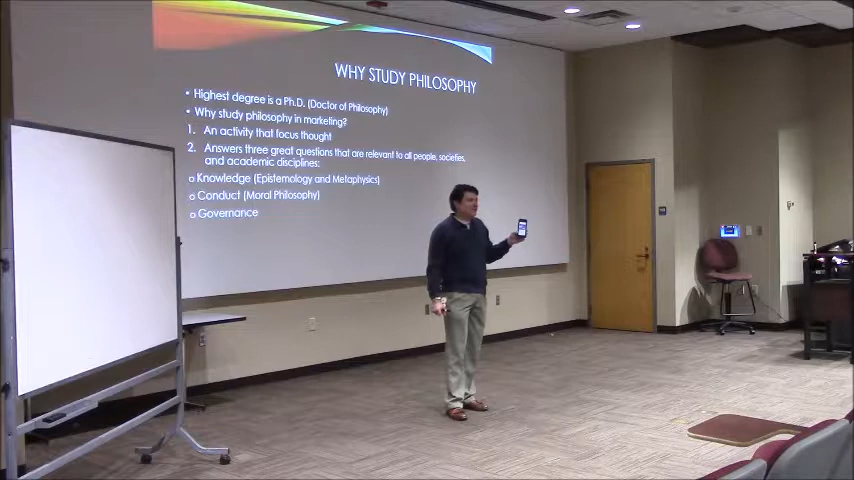 WHY STUDY PHILOSOPHY
• Highest degree is a Ph.D. (Doctor of Philosophy)
• Why study philosophy in marketing?
1. An activity that focus thought
2. Answers three great questions that are relevant to all people, societies,
and academic disciplines:
o Knowledge (Epistemology and Metaphysics)
o Conduct (Moral Philosophy)
o Governance